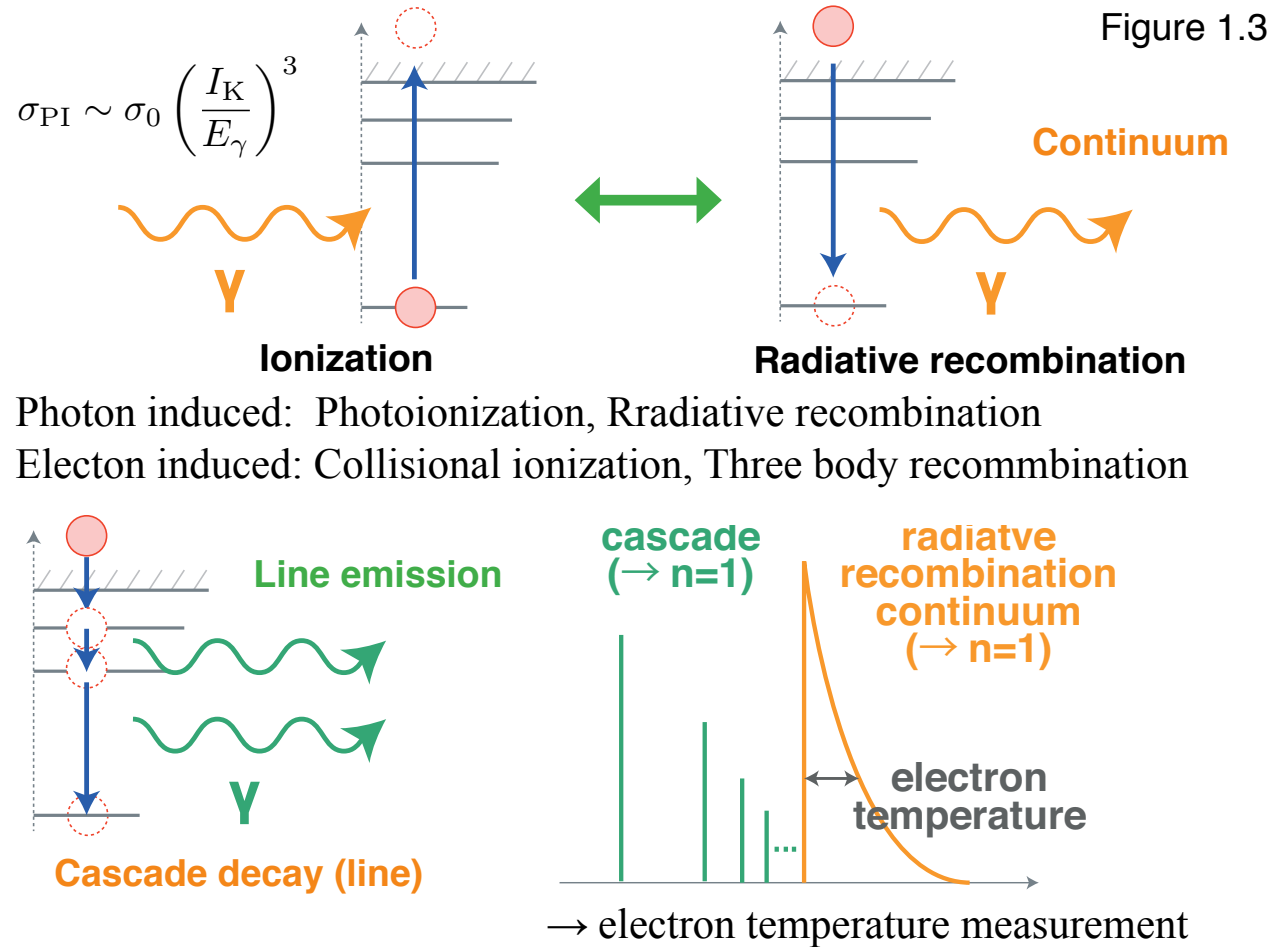 Figure 1.3
σ_PI ∼ σ_0 (I_K / E_γ)^3
γ
Ionization
Continuum
γ
Radiative recombination
Photon induced:  Photoionization, Rradiative recombination
Electon induced: Collisional ionization, Three body recommbination
Line emission
γ
Cascade decay (line)
cascade
(→ n=1)
radiatve
recombination
continuum
(→ n=1)
electron
temperature
...
→ electron temperature measurement